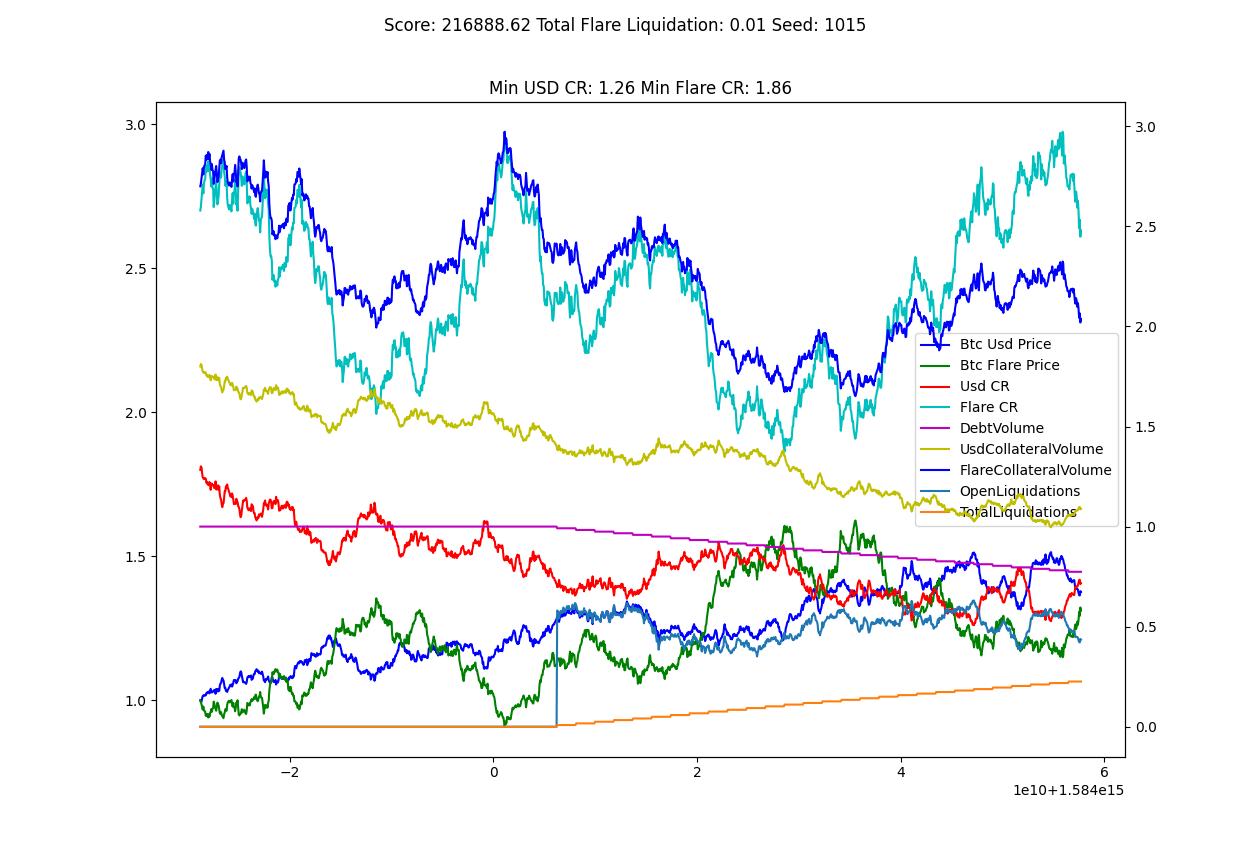 Score: 216888.62 Total Flare Liquidation: 0.01 Seed: 1015
Min USD CR: 1.26 Min Flare CR: 1.86
3.0
2.5
2.0
1.5
1.0
3.0
2.5
2.0
1.5
1.0
0.5
0.0
Btc Usd Price
Btc Flare Price
Usd CR
Flare CR
DebtVolume
UsdCollateralVolume
FlareCollateralVolume
OpenLiquidations
TotalLiquidations
−2 0 2 4 6
1e10+1.584e15